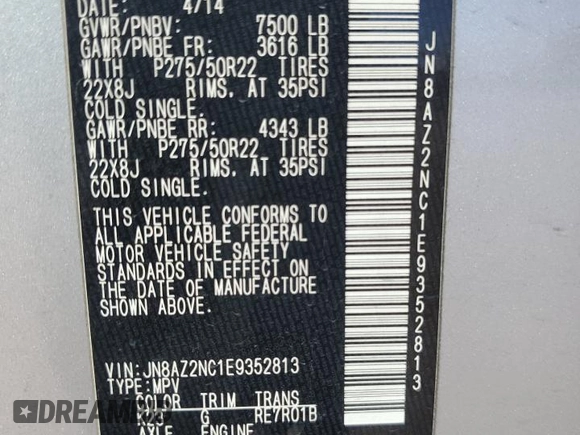 DATE: 4/14
GVWR/PNBV: 7500 LB
GAWR/PNBE FR: 3616 LB
WITH P275/50R22 TIRES
22X8J RIMS, AT 35PSI
COLD SINGLE.
GAWR/PNBE RR: 4343 LB
WITH P275/50R22 TIRES
22X8J RIMS, AT 35PSI
COLD SINGLE.
THIS VEHICLE CONFORMS TO
ALL APPLICABLE FEDERAL
MOTOR VEHICLE SAFETY
STANDARDS IN EFFECT ON
THE DATE OF MANUFACTURE
SHOWN ABOVE.
VIN: JN8AZ2NC1E9352813
TYPE: MPV
COLOR TRIM TRANS
G RE7R01B
AXLE ENGINE
JN8AZ2NC1E9352813